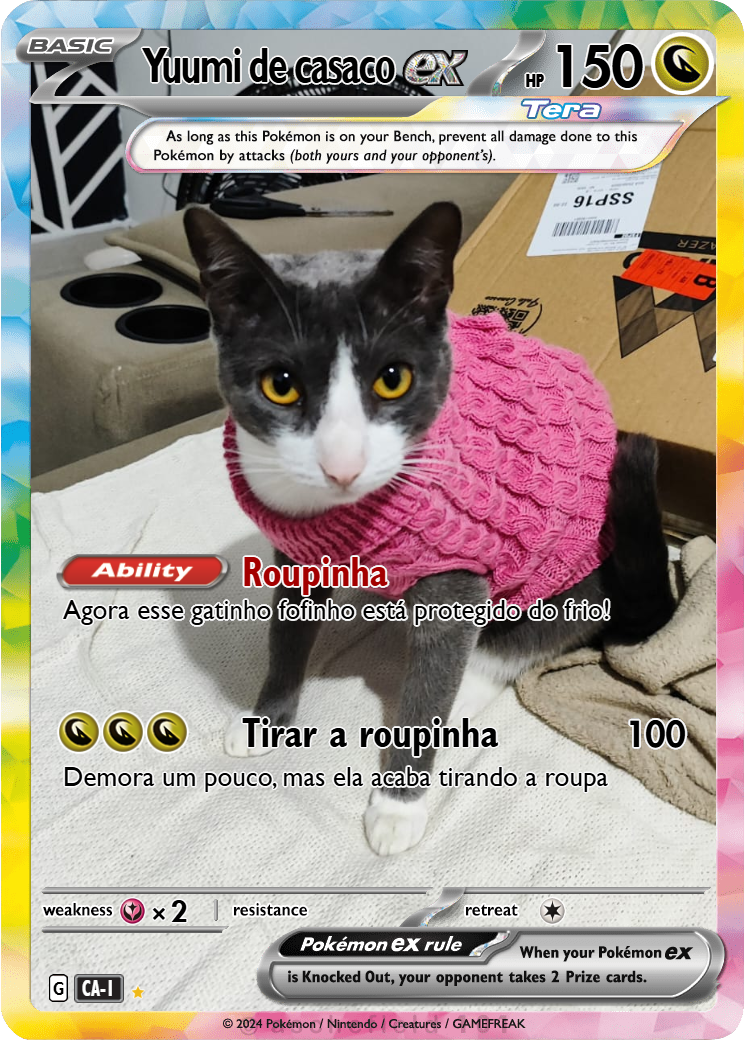 BASIC
Yuumi de casaco ex
HP 150
Tera
As long as this Pokémon is on your Bench, prevent all damage done to this
Pokémon by attacks (both yours and your opponent's).
SSP16
Ability Roupinha
Agora esse gatinho fofinho está protegido do frio!
Tirar a roupinha 100
Demora um pouco, mas ela acaba tirando a roupa
weakness × 2 resistance retreat
Pokémon ex rule When your Pokémon ex
is Knocked Out, your opponent takes 2 Prize cards.
G CA-I
© 2024 Pokémon / Nintendo / Creatures / GAMEFREAK